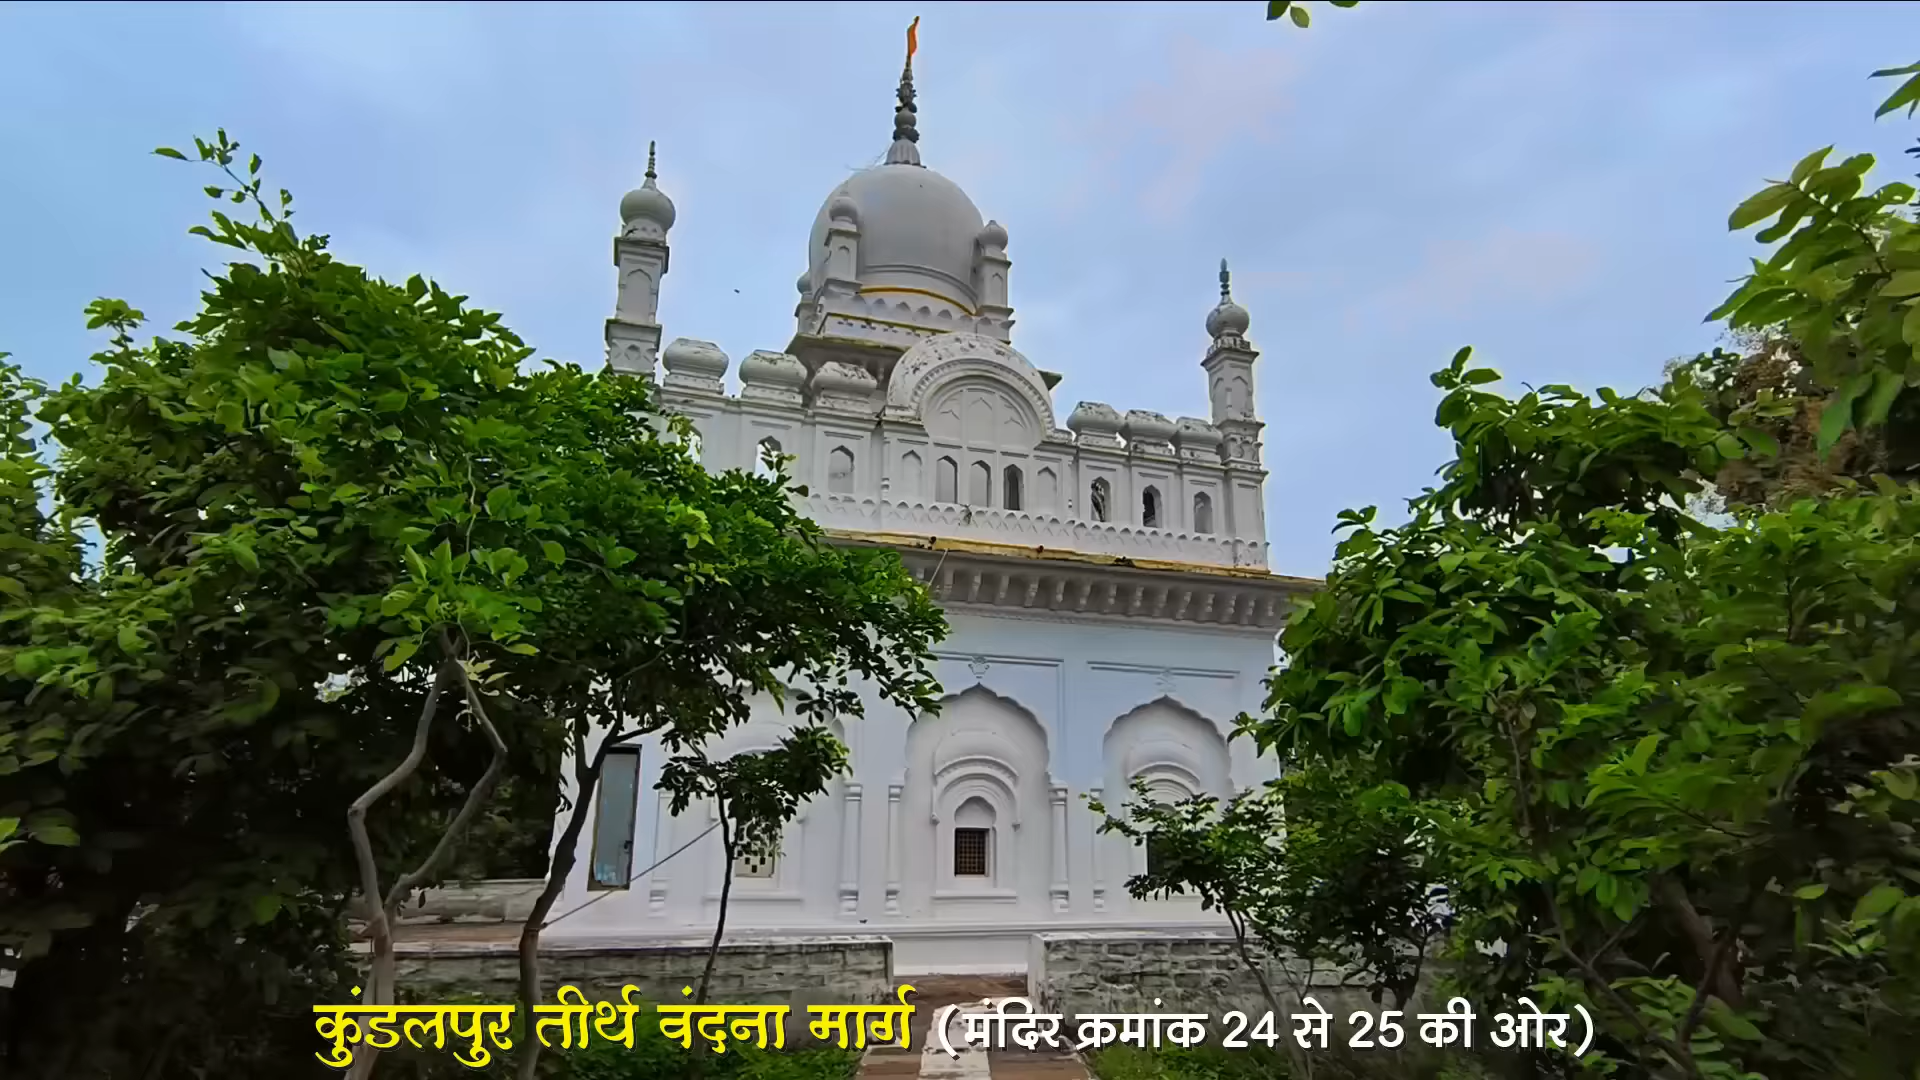 कुंडलपुर तीर्थ वंदना मार्ग (मंदिर क्रमांक 24 से 25 की ओर)